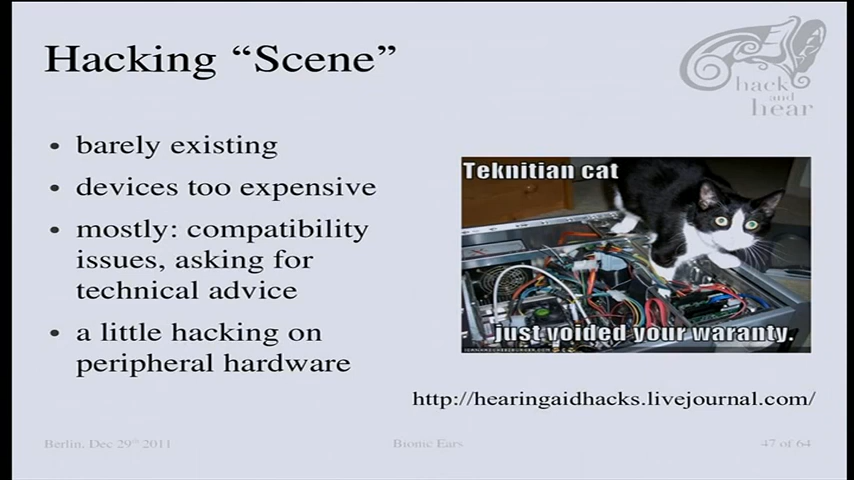 Hacking “Scene”
hack
and
hear
• barely existing
• devices too expensive
• mostly: compatibility
issues, asking for
technical advice
• a little hacking on
peripheral hardware
Teknitian cat
just voided your waranty.
http://hearingaidhacks.livejournal.com/
Berlin, Dec 29th 2011
Bionic Ears
47 of 64